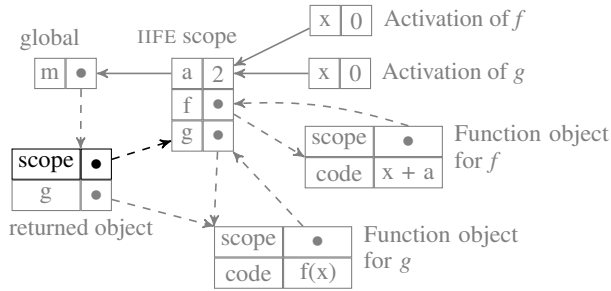 global
IIFE scope
x 0 Activation of f
m
a 2
x 0 Activation of g
f
g
scope
g
returned object
scope
code x + a
Function object
for f
scope
code f(x)
Function object
for g